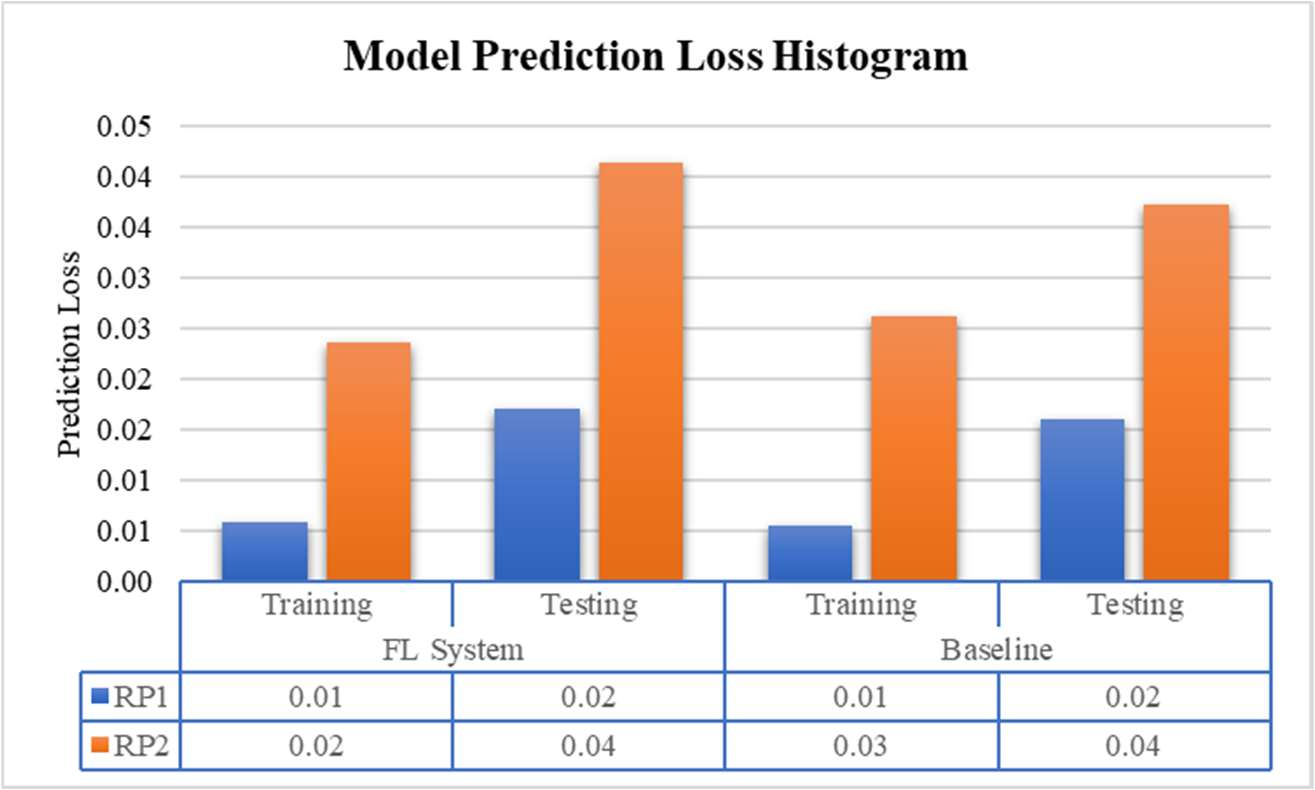 Model Prediction Loss Histogram
Prediction Loss
0.05
0.04
0.04
0.03
0.03
0.02
0.02
0.01
0.01
0.00
Training Testing Training Testing
FL System Baseline
RP1 0.01 0.02 0.01 0.02
RP2 0.02 0.04 0.03 0.04